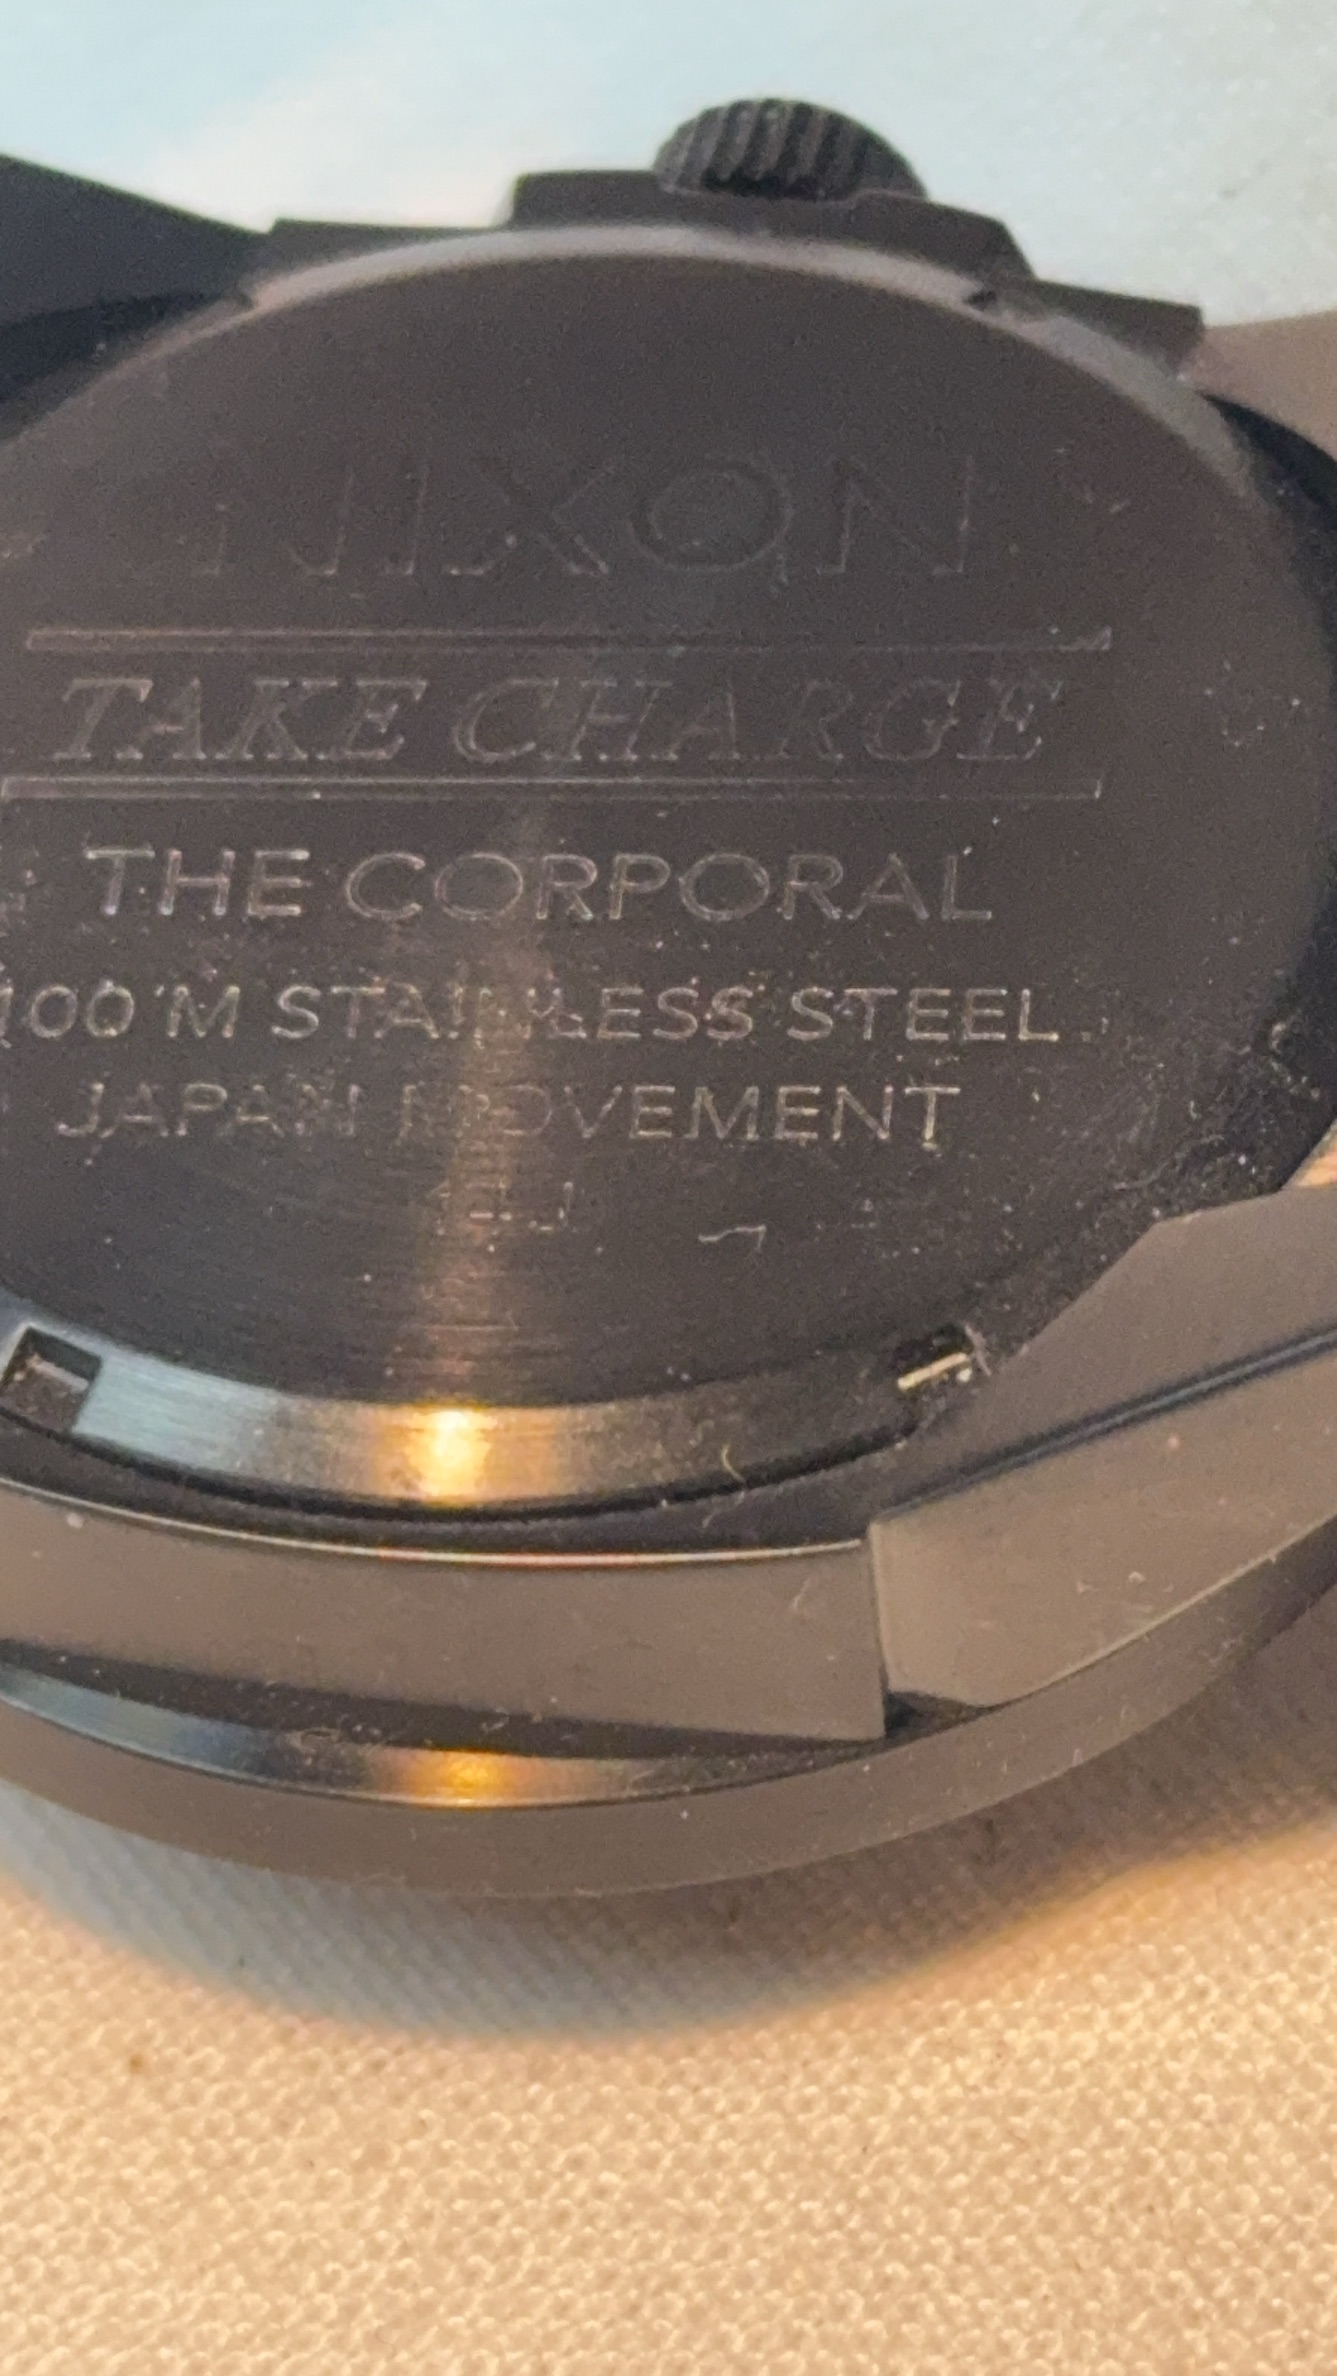 NIXON
TAKE CHARGE
THE CORPORAL
100 M STAINLESS STEEL
JAPAN MOVEMENT